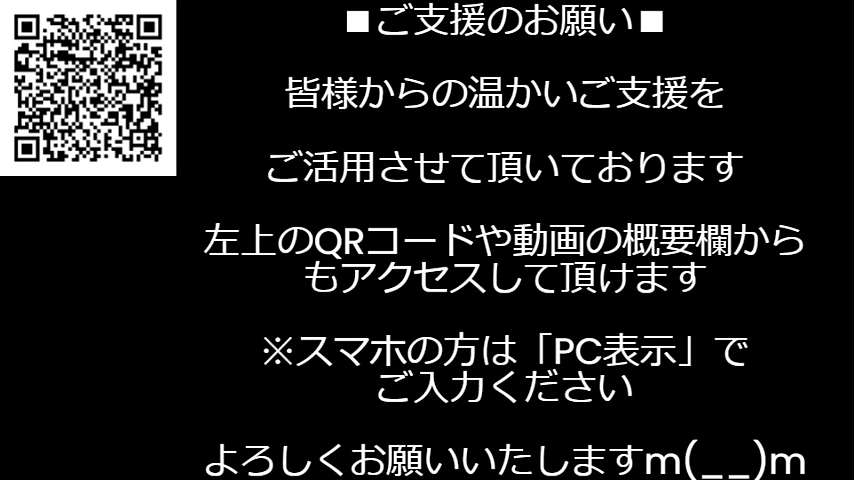 ■ご支援のお願い■
皆様からの温かいご支援を
ご活用させて頂いております
左上のQRコードや動画の概要欄から
もアクセスして頂けます
※スマホの方は「PC表示」で
ご入力ください
よろしくお願いいたしますm(__)m